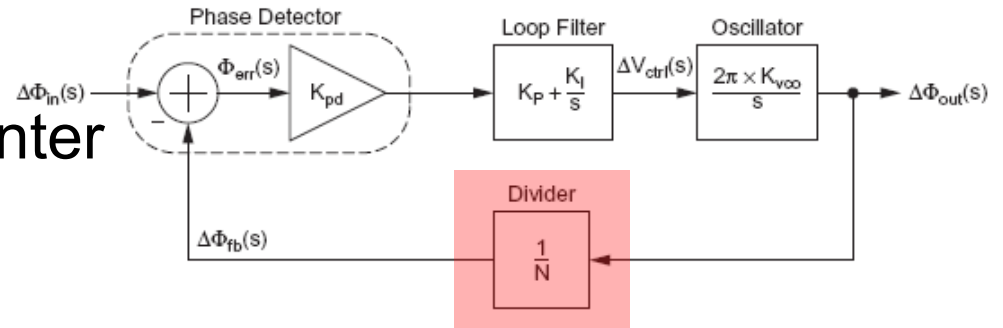 Phase Detector
Loop Filter
Oscillator
ΔΦin(s)
Φerr(s)
Kpd
KP + KI/s
ΔVctrl(s)
2π × Kvco/s
ΔΦout(s)
−
nter
Divider
ΔΦfb(s)
1/N